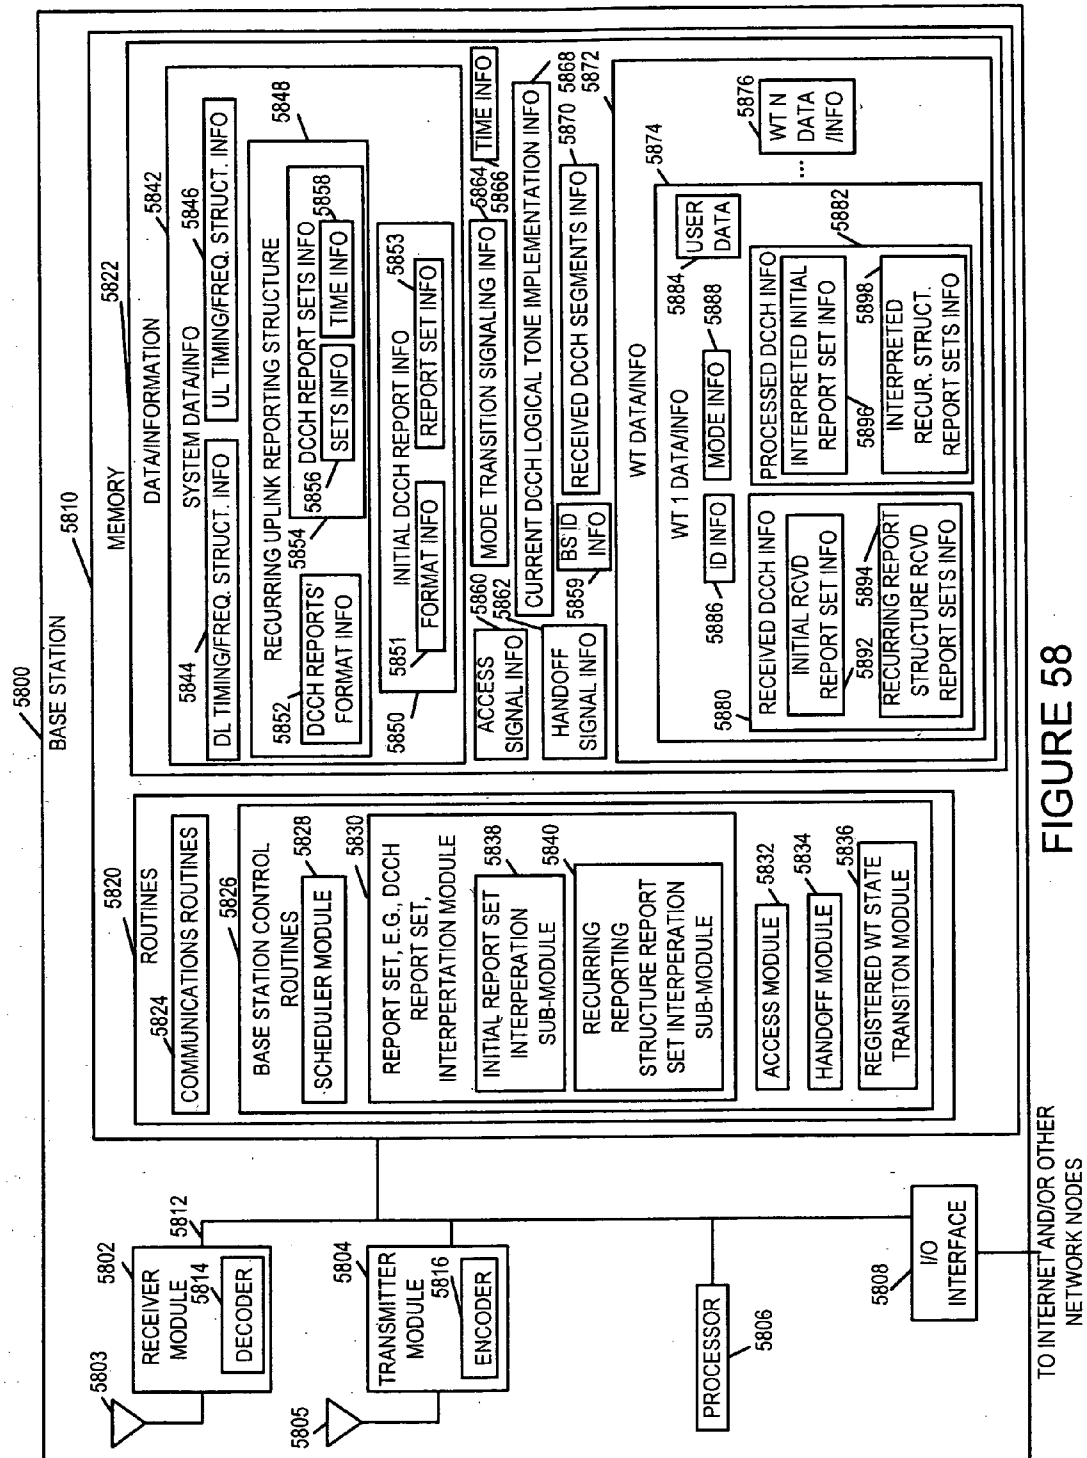 5800
BASE STATION
5803
5802
RECEIVER
MODULE
5814
DECODER
5812
5805
5804
TRANSMITTER
MODULE
5816
ENCODER
PROCESSOR
5806
5808
I/O
INTERFACE
TO INTERNET AND/OR OTHER
NETWORK NODES
5810
MEMORY
5822
5820
ROUTINES
5824
COMMUNICATIONS ROUTINES
5826
BASE STATION CONTROL
ROUTINES
5828
SCHEDULER MODULE
5830
REPORT SET, E.G., DCCH
REPORT SET,
INTERPERTATION MODULE
5838
INITIAL REPORT SET
INTERPERATION
SUB-MODULE
5840
RECURRING
REPORTING
STRUCTURE REPORT
SET INTERPERATION
SUB-MODULE
5832
ACCESS MODULE
5834
HANDOFF MODULE
5836
REGISTERED WT STATE
TRANSITON MODULE
DATA/INFORMATION
5842
SYSTEM DATA/INFO
5844
DL TIMING/FREQ. STRUCT. INFO
5846
UL TIMING/FREQ. STRUCT. INFO
5848
RECURRING UPLINK REPORTING STRUCTURE
5852
DCCH REPORTS'
FORMAT INFO
5854
DCCH REPORT SETS INFO
5856
SETS INFO
5858
TIME INFO
5850
INITIAL DCCH REPORT INFO
5851
FORMAT INFO
5853
REPORT SET INFO
5860
ACCESS
SIGNAL INFO
5862
HANDOFF
SIGNAL INFO
5864
MODE TRANSITION SIGNALING INFO
5866
TIME INFO
5868
CURRENT DCCH LOGICAL TONE IMPLEMENTATION INFO
5859
BS ID
INFO
5870
RECEIVED DCCH SEGMENTS INFO
5872
WT DATA/INFO
5874
WT 1 DATA/INFO
5884
USER
DATA
5886
ID INFO
5888
MODE INFO
5880
RECEIVED DCCH INFO
INITIAL RCVD
REPORT SET INFO
5892
5894
RECURRING REPORT
STRUCTURE RCVD
REPORT SETS INFO
5882
PROCESSED DCCH INFO
INTERPRETED INITIAL
REPORT SET INFO
5896
5898
INTERPRETED
RECUR. STRUCT.
REPORT SETS INFO
...
5876
WT N
DATA
/INFO
FIGURE 58